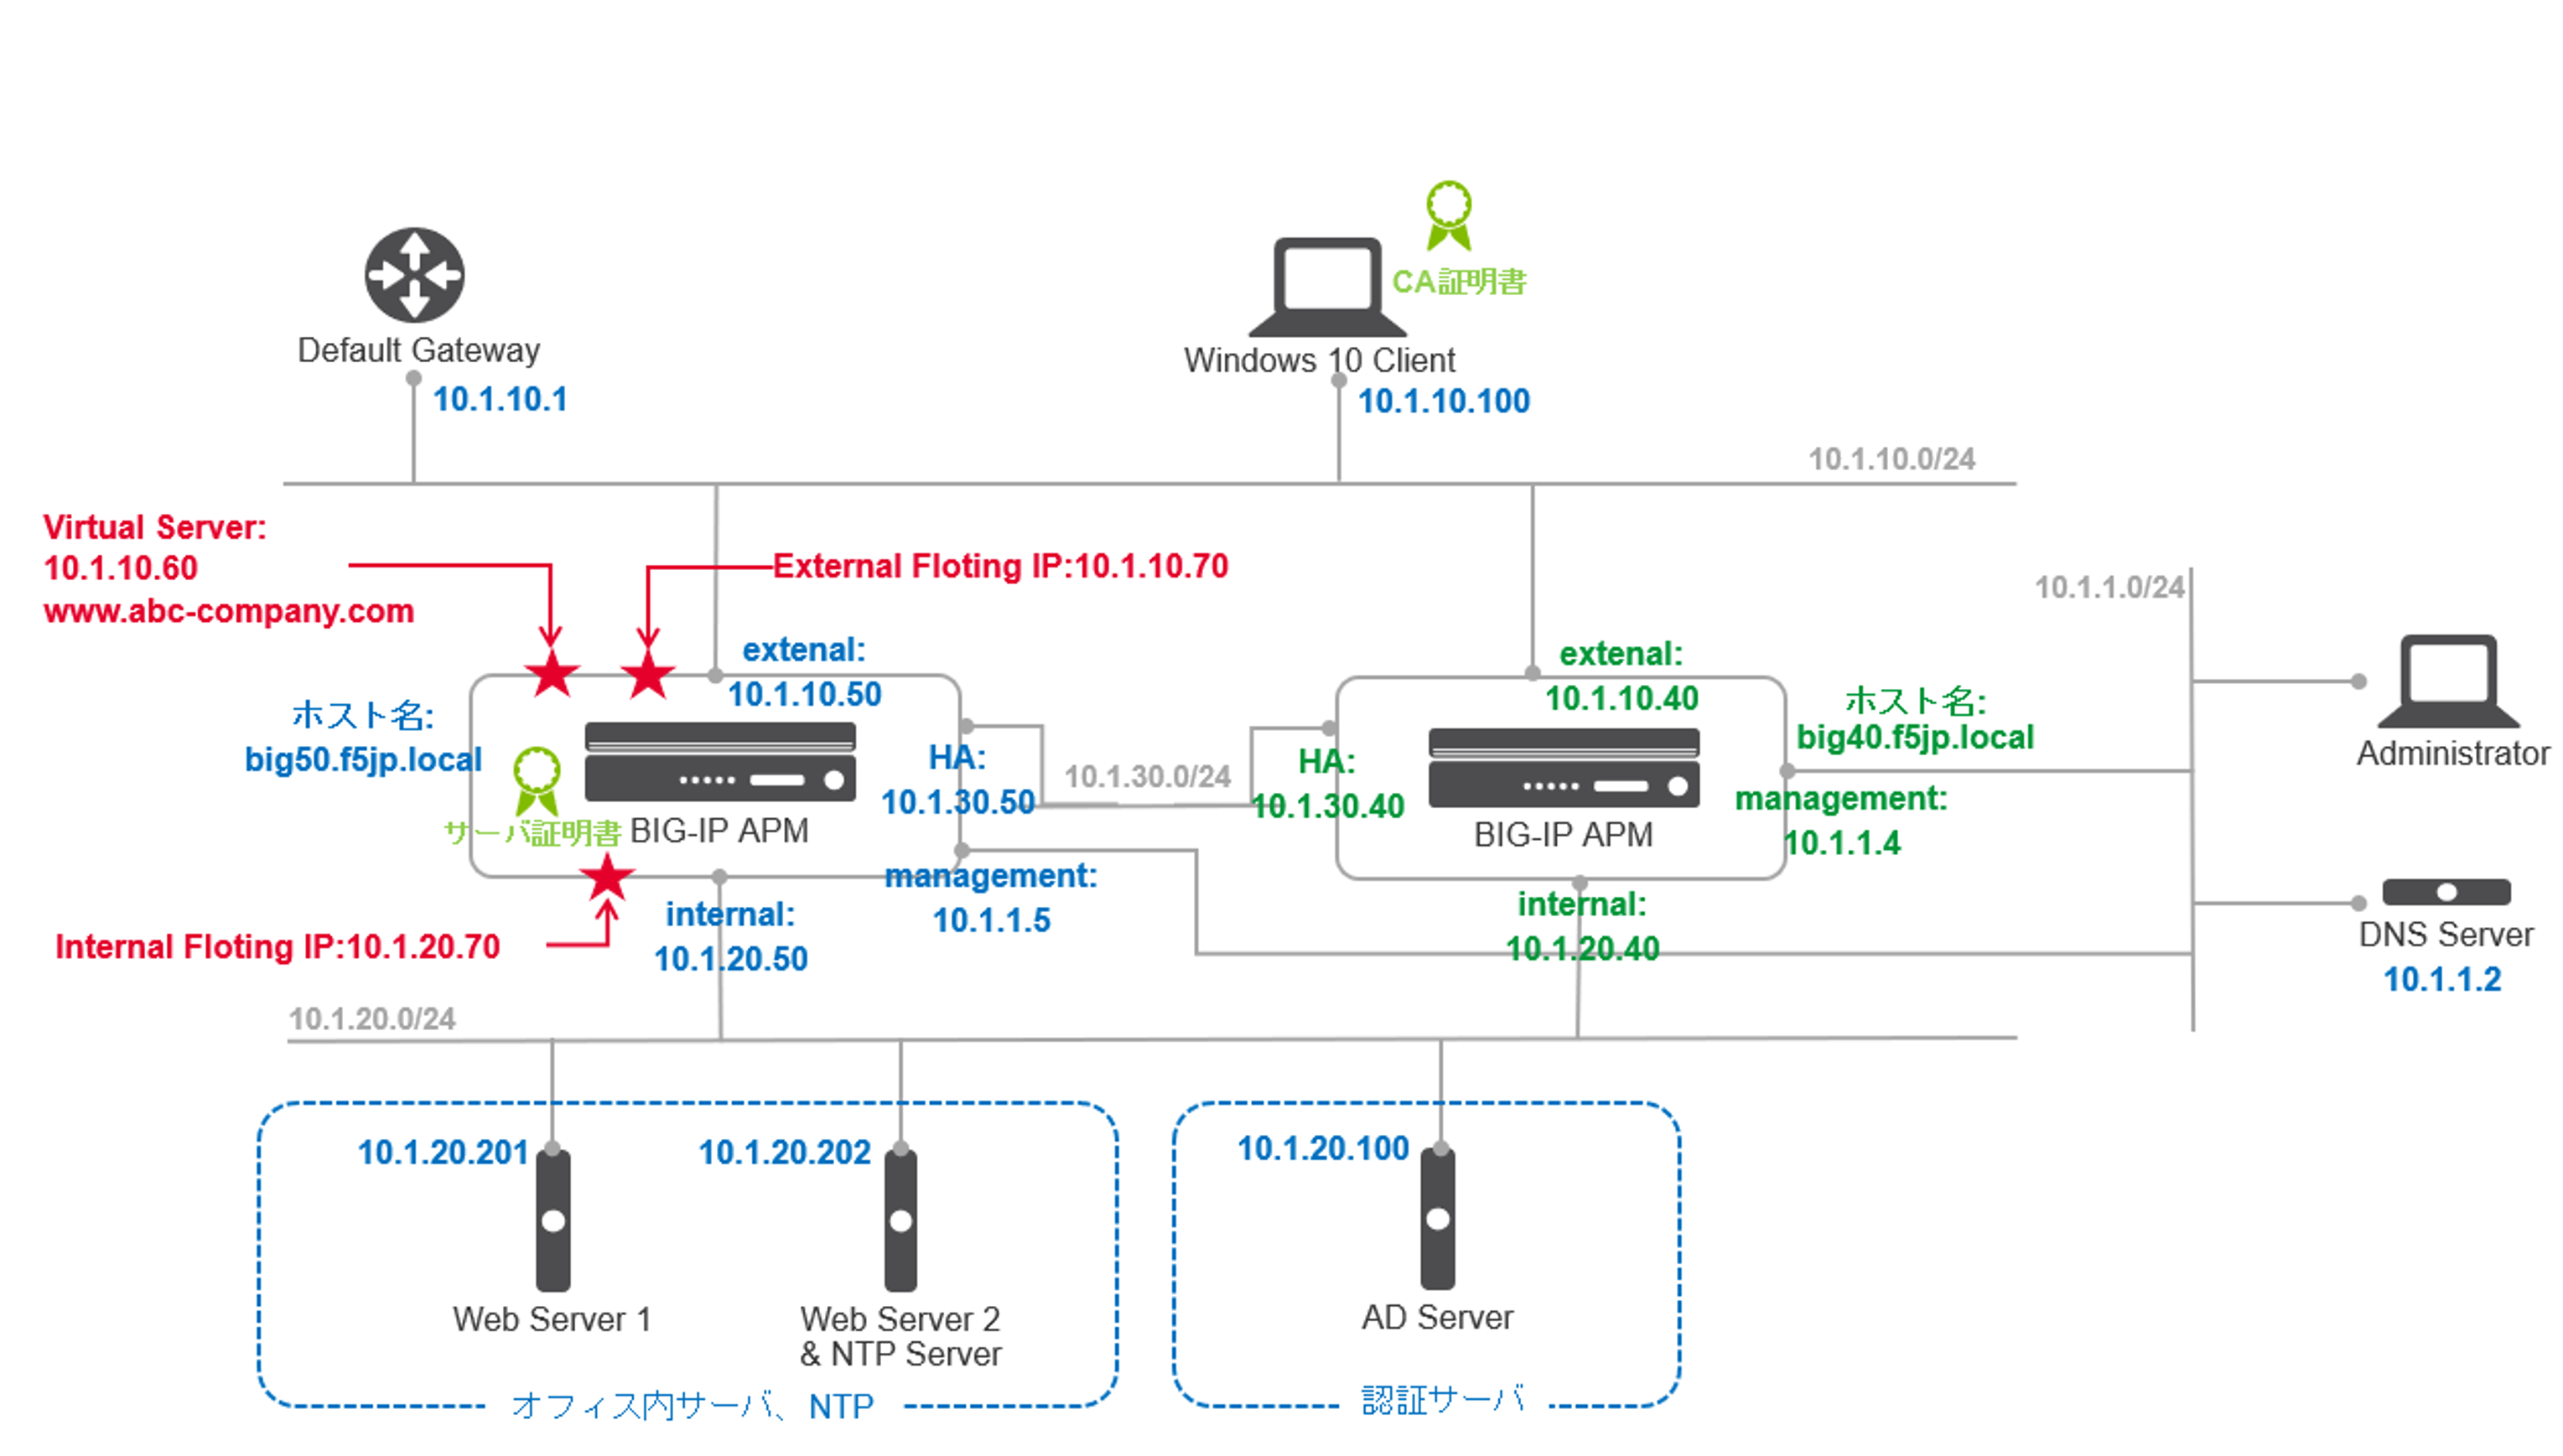 CA証明書
Default Gateway
10.1.10.1
Windows 10 Client
10.1.10.100
10.1.10.0/24
Virtual Server:
10.1.10.60
www.abc-company.com
External Floting IP:10.1.10.70
10.1.1.0/24
extenal:
10.1.10.50
extenal:
10.1.10.40
ホスト名:
big50.f5jp.local
ホスト名:
big40.f5jp.local
HA:
10.1.30.50
10.1.30.0/24
HA:
10.1.30.40
サーバ証明書
BIG-IP APM
BIG-IP APM
management:
10.1.1.4
Administrator
management:
10.1.1.5
internal:
10.1.20.50
Internal Floting IP:10.1.20.70
internal:
10.1.20.40
DNS Server
10.1.1.2
10.1.20.0/24
10.1.20.201
10.1.20.202
10.1.20.100
Web Server 1
Web Server 2
& NTP Server
AD Server
オフィス内サーバ、NTP
認証サーバ